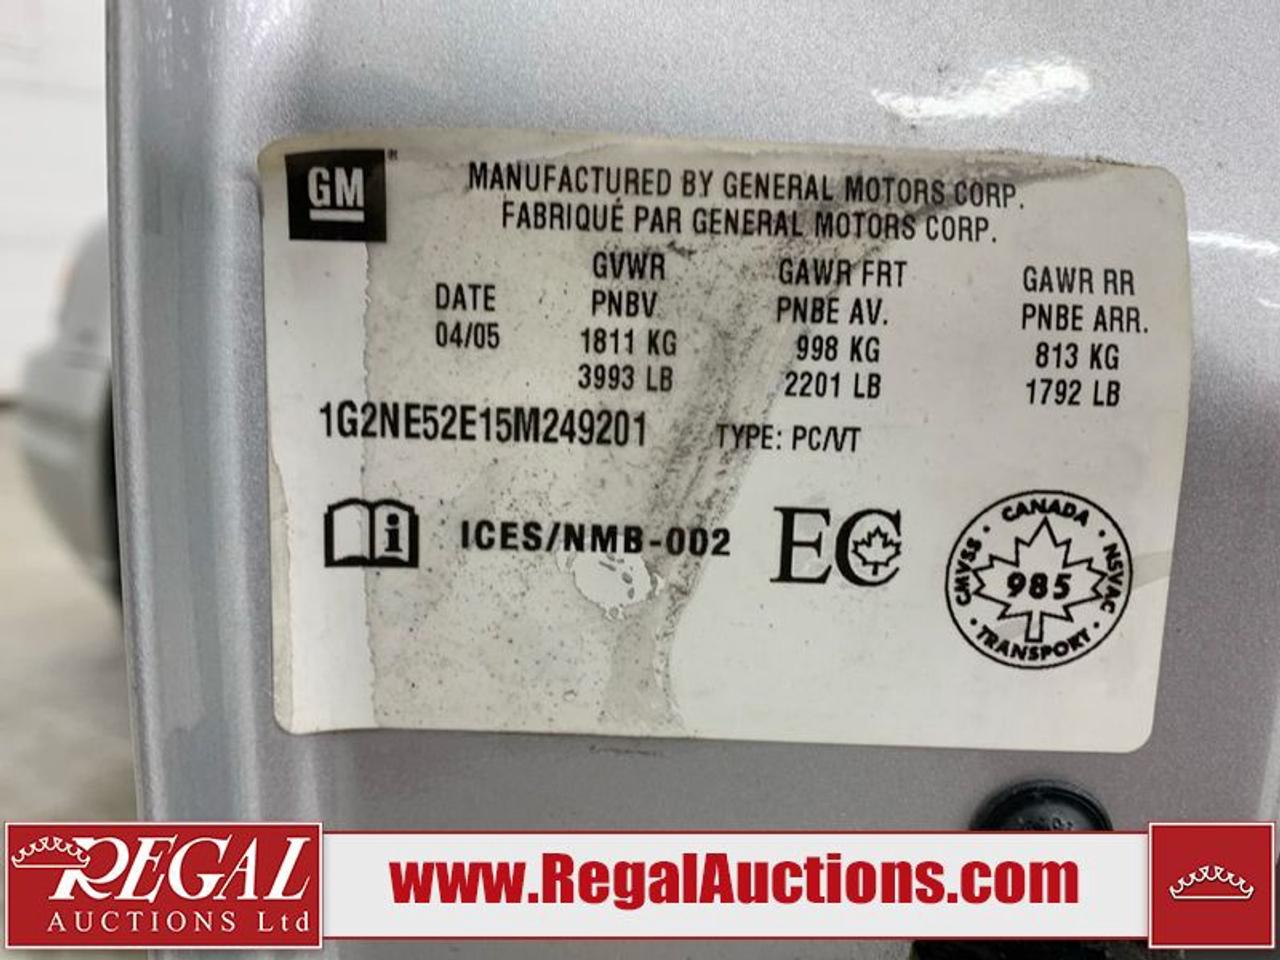 GM®
MANUFACTURED BY GENERAL MOTORS CORP.
FABRIQUÉ PAR GENERAL MOTORS CORP.
DATE
04/05
GVWR
PNBV
1811 KG
3993 LB
GAWR FRT
PNBE AV.
998 KG
2201 LB
GAWR RR
PNBE ARR.
813 KG
1792 LB
1G2NE52E15M249201
TYPE: PC/VT
i
ICES/NMB-002
EC
CANADA
CMVSS · NSVAC
985
TRANSPORT
REGAL
AUCTIONS Ltd
www.RegalAuctions.com